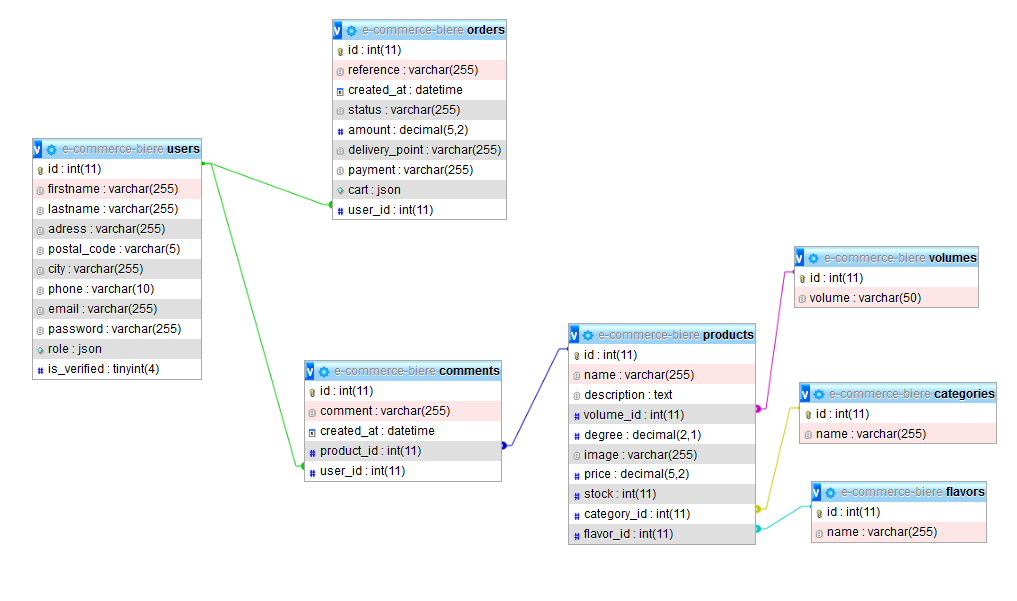 v e-commerce-biere orders
id : int(11)
reference : varchar(255)
created_at : datetime
status : varchar(255)
amount : decimal(5,2)
delivery_point : varchar(255)
payment : varchar(255)
cart : json
user_id : int(11)
v e-commerce-biere users
id : int(11)
firstname : varchar(255)
lastname : varchar(255)
adress : varchar(255)
postal_code : varchar(5)
city : varchar(255)
phone : varchar(10)
email : varchar(255)
password : varchar(255)
role : json
is_verified : tinyint(4)
v e-commerce-biere comments
id : int(11)
comment : varchar(255)
created_at : datetime
product_id : int(11)
user_id : int(11)
v e-commerce-biere products
id : int(11)
name : varchar(255)
description : text
volume_id : int(11)
degree : decimal(2,1)
image : varchar(255)
price : decimal(5,2)
stock : int(11)
category_id : int(11)
flavor_id : int(11)
v e-commerce-biere volumes
id : int(11)
volume : varchar(50)
v e-commerce-biere categories
id : int(11)
name : varchar(255)
v e-commerce-biere flavors
id : int(11)
name : varchar(255)